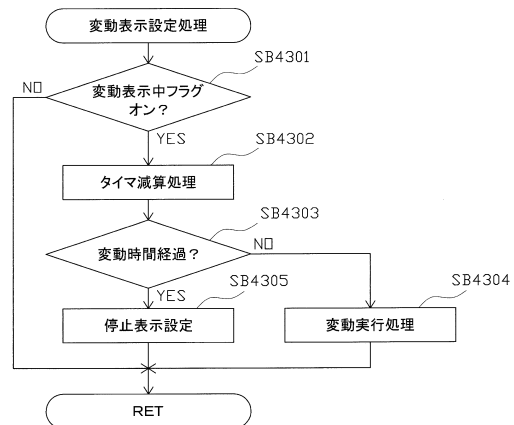 変動表示設定処理
SB4301
NO
変動表示中フラグ
オン?
YES
SB4302
タイマ減算処理
SB4303
変動時間経過?
NO
YES
SB4305
SB4304
停止表示設定
変動実行処理
RET